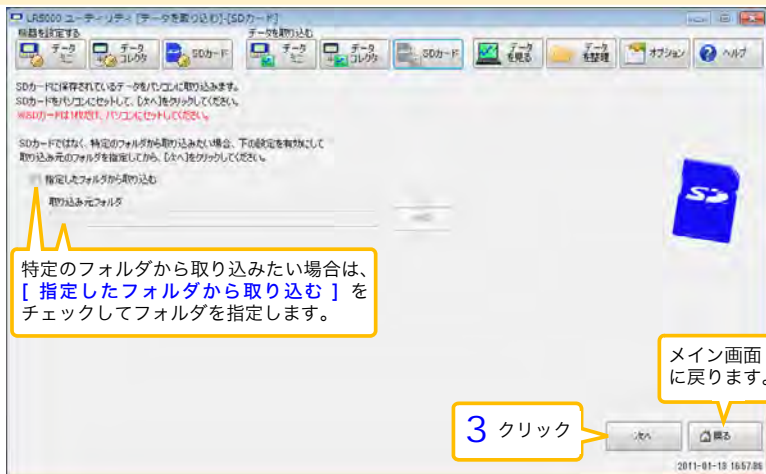 LR5000 ユーティリティ [データを取り込む]-[SDカード]
機器を設定する
データを取り込む
データ
ミニ
データ
コレクタ
SDカード
データ
ミニ
データ
コレクタ
SDカード
データ
を見る
データ
を整理
オプション
ヘルプ
SDカードに保存されているデータをパソコンに取り込みます。
SDカードをパソコンにセットして、[次へ]をクリックしてください。
※SDカードは1枚だけ、パソコンにセットしてください。
SDカードではなく、特定のフォルダから取り込みたい場合、下の設定を有効にして
取り込み元のフォルダを指定してから、[次へ]をクリックしてください。
指定したフォルダから取り込む
取り込み元フォルダ
特定のフォルダから取り込みたい場合は、
[ 指定したフォルダから取り込む ] を
チェックしてフォルダを指定します。
メイン画面
に戻ります。
3 クリック
次へ
戻る